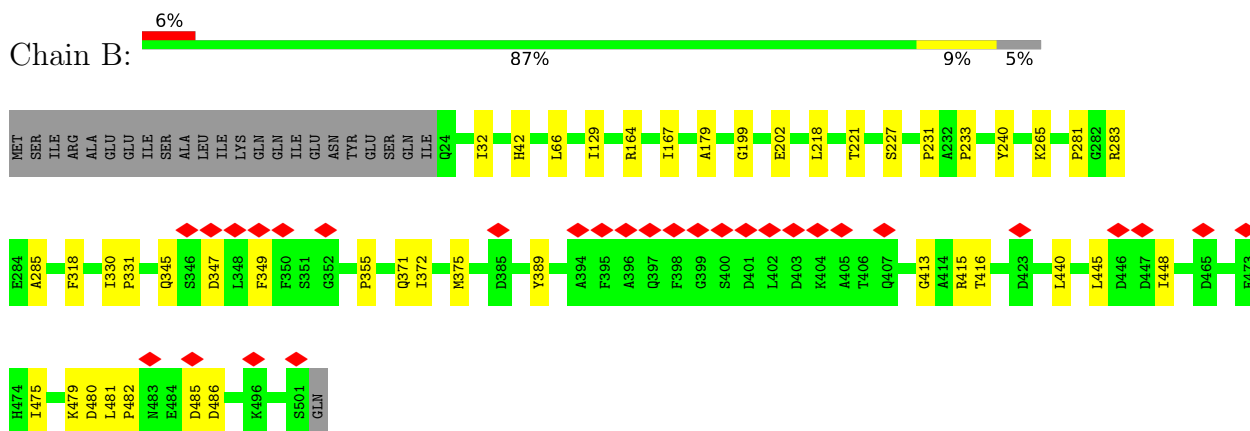 6%
Chain B:
87% 9% 5%
MET SER ILE ARG ALA GLU GLU ILE SER ALA LEU ILE LYS GLN GLN ILE GLU ASN TYR GLU SER GLN ILE Q24 I32 H42 L66 I129 R164 I167 A179 G199 E202 L218 T221 S227 P231 A232 P233 Y240 K265 P281 G282 R283
E284 A285 F318 I330 P331 Q345 S346 D347 L348 F349 F350 S351 G352 P355 Q371 I372 M375 D385 Y389 A394 F395 A396 Q397 F398 G399 S400 D401 L402 D403 K404 A405 T406 Q407 G413 A414 R415 T416 D423 L440 L445 D446 D447 I448 D465 E473
H474 I475 K479 D480 L481 P482 N483 E484 D485 D486 K496 S501 GLN